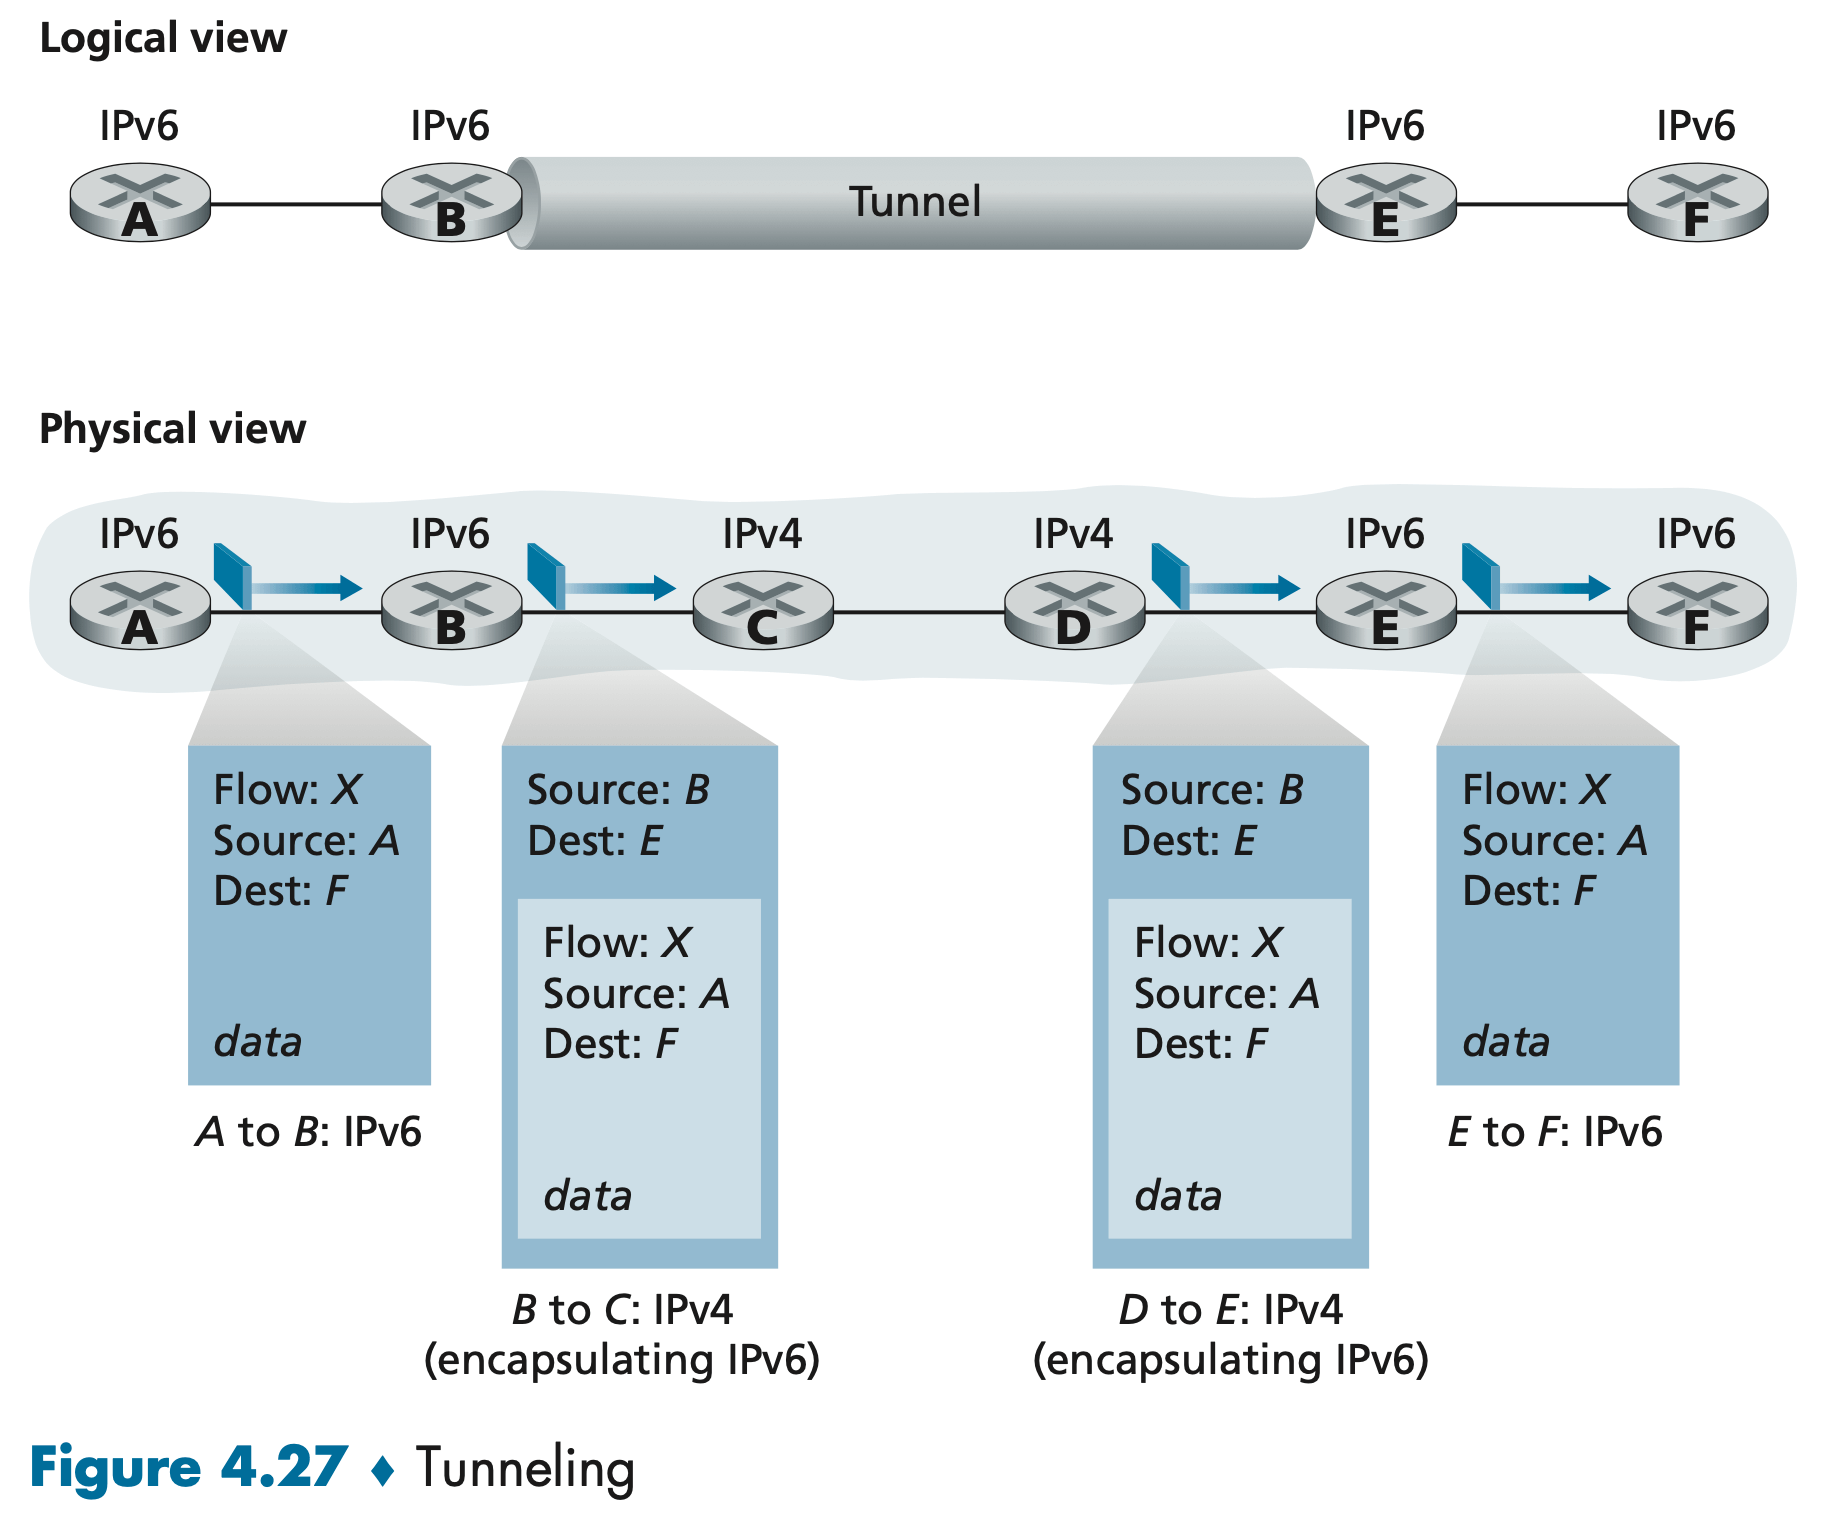 Logical view
IPv6 IPv6 IPv6 IPv6
A B Tunnel E F
Physical view
IPv6 IPv6 IPv4 IPv4 IPv6 IPv6
A B C D E F
Flow: X
Source: A
Dest: F
data
A to B: IPv6
Source: B
Dest: E
Flow: X
Source: A
Dest: F
data
B to C: IPv4
(encapsulating IPv6)
Source: B
Dest: E
Flow: X
Source: A
Dest: F
data
D to E: IPv4
(encapsulating IPv6)
Flow: X
Source: A
Dest: F
data
E to F: IPv6
Figure 4.27 ♦ Tunneling